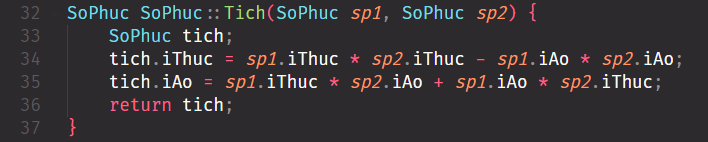 32 SoPhuc SoPhuc::Tich(SoPhuc sp1, SoPhuc sp2) {
33     SoPhuc tich;
34     tich.iThuc = sp1.iThuc * sp2.iThuc - sp1.iAo * sp2.iAo;
35     tich.iAo = sp1.iThuc * sp2.iAo + sp1.iAo * sp2.iThuc;
36     return tich;
37 }